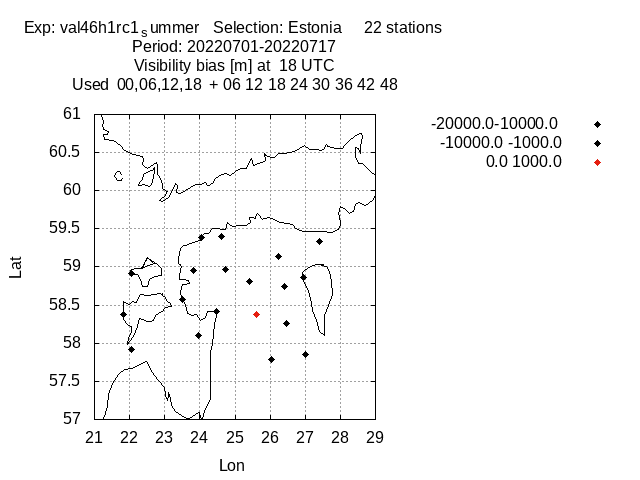 Exp: val46h1rc1summer Selection: Estonia 22 stations
Period: 20220701-20220717
Visibility bias [m] at 18 UTC
Used 00,06,12,18 + 06 12 18 24 30 36 42 48
-20000.0-10000.0
-10000.0 -1000.0
0.0 1000.0
61
60.5
60
59.5
59
58.5
58
57.5
57
Lat
21 22 23 24 25 26 27 28 29
Lon